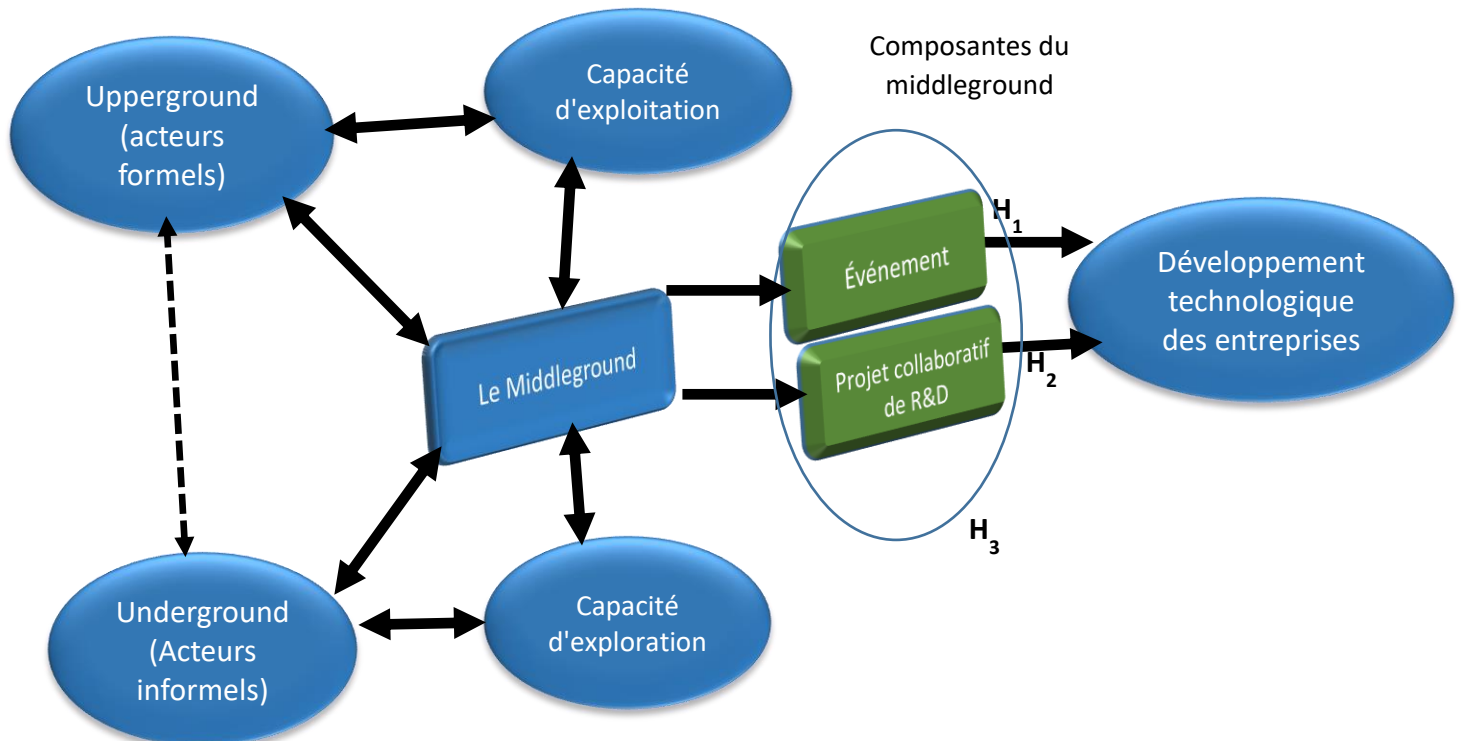 Upperground
(acteurs
formels)
Capacité
d'exploitation
Composantes du
middleground
Événement
H1
Développement
technologique
des entreprises
Le Middleground
Projet collaboratif
de R&D
H2
H3
Underground
(Acteurs
informels)
Capacité
d'exploration